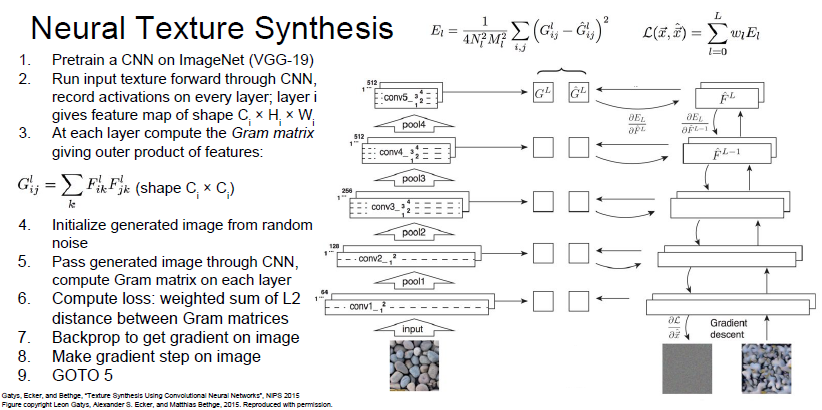 Neural Texture Synthesis
E_l = \frac{1}{4N_l^2 M_l^2} \sum_{i,j} \left( G_{ij}^l - \hat{G}_{ij}^l \right)^2
\mathcal{L}(\vec{x}, \hat{\vec{x}}) = \sum_{l=0}^{L} w_l E_l
1. Pretrain a CNN on ImageNet (VGG-19)
2. Run input texture forward through CNN,
record activations on every layer; layer i
gives feature map of shape C_i × H_i × W_i
3. At each layer compute the Gram matrix
giving outer product of features:
G_{ij}^l = \sum_k F_{ik}^l F_{jk}^l (shape C_i × C_i)
4. Initialize generated image from random
noise
5. Pass generated image through CNN,
compute Gram matrix on each layer
6. Compute loss: weighted sum of L2
distance between Gram matrices
7. Backprop to get gradient on image
8. Make gradient step on image
9. GOTO 5
512
1...
conv5_ 1 2 3 4
pool4
512
1...
conv4_ 1 2 3 4
pool3
256
1...
conv3_ 1 2 3 4
pool2
128
1...
conv2_ 1 2
pool1
64
1...
conv1_ 1 2
input
G^L
\hat{G}^L
...
\hat{F}^L
\frac{\partial E_L}{\partial \hat{F}^L}
\frac{\partial E_L}{\partial \hat{F}^{L-1}}
\hat{F}^{L-1}
\frac{\partial \mathcal{L}}{\partial \hat{\vec{x}}}
Gradient
descent
Gatys, Ecker, and Bethge, "Texture Synthesis Using Convolutional Neural Networks", NIPS 2015
Figure copyright Leon Gatys, Alexander S. Ecker, and Matthias Bethge, 2015. Reproduced with permission.